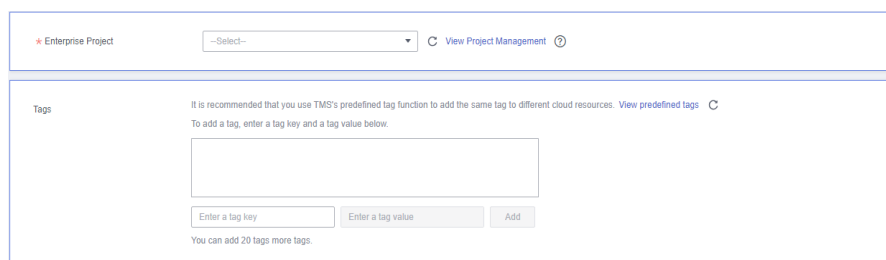 * Enterprise Project --Select-- View Project Management ?
Tags It is recommended that you use TMS's predefined tag function to add the same tag to different cloud resources. View predefined tags
To add a tag, enter a tag key and a tag value below.
Enter a tag key Enter a tag value Add
You can add 20 tags more tags.